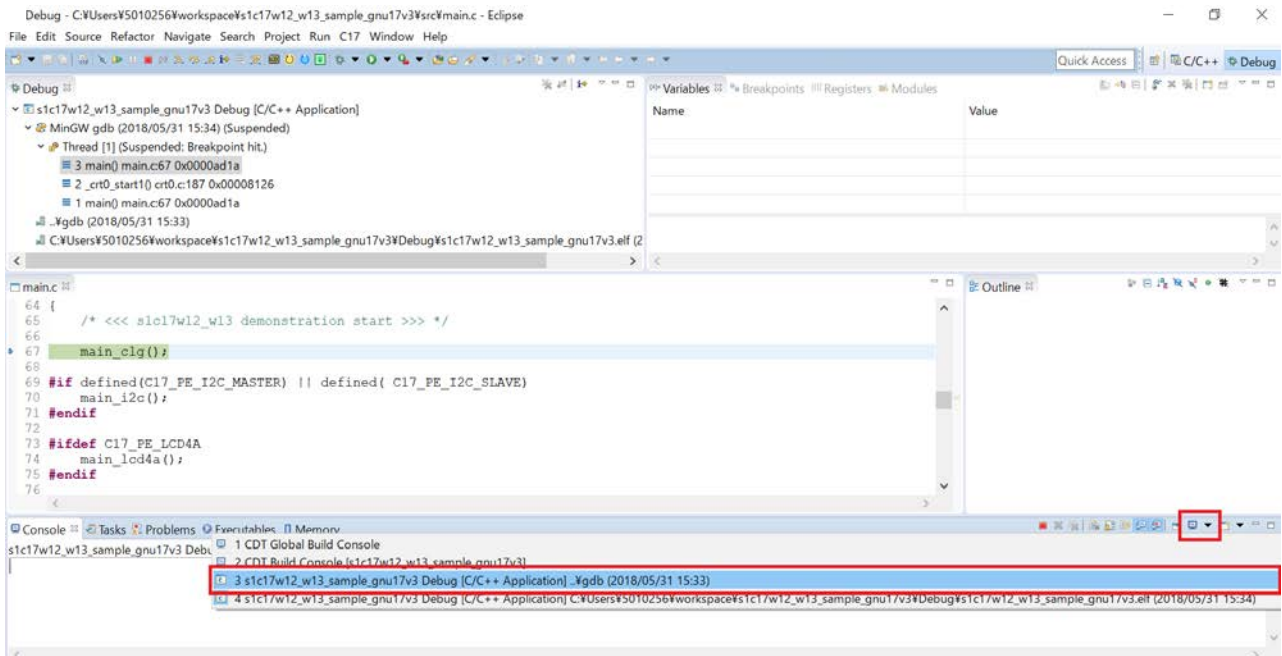 Debug - C:¥Users¥5010256¥workspace¥s1c17w12_w13_sample_gnu17v3¥src¥main.c - Eclipse
File Edit Source Refactor Navigate Search Project Run C17 Window Help
Quick Access C/C++ Debug
Debug
s1c17w12_w13_sample_gnu17v3 Debug [C/C++ Application]
MinGW gdb (2018/05/31 15:34) (Suspended)
Thread [1] (Suspended: Breakpoint hit.)
3 main() main.c:67 0x0000ad1a
2 _crt0_start1() crt0.c:187 0x00008126
1 main() main.c:67 0x0000ad1a
..¥gdb (2018/05/31 15:33)
C:¥Users¥5010256¥workspace¥s1c17w12_w13_sample_gnu17v3¥Debug¥s1c17w12_w13_sample_gnu17v3.elf (2
Variables Breakpoints Registers Modules
Name Value
main.c
64 {
65 /* <<< s1c17w12_w13 demonstration start >>> */
66
67 main_clg();
68
69 #if defined(C17_PE_I2C_MASTER) || defined( C17_PE_I2C_SLAVE)
70 main_i2c();
71 #endif
72
73 #ifdef C17_PE_LCD4A
74 main_lcd4a();
75 #endif
76
Outline
Console Tasks Problems Executables Memory
s1c17w12_w13_sample_gnu17v3 Debu
1 CDT Global Build Console
2 CDT Build Console [s1c17w12_w13_sample_gnu17v3]
3 s1c17w12_w13_sample_gnu17v3 Debug [C/C++ Application] ..¥gdb (2018/05/31 15:33)
4 s1c17w12_w13_sample_gnu17v3 Debug [C/C++ Application] C:¥Users¥5010256¥workspace¥s1c17w12_w13_sample_gnu17v3¥Debug¥s1c17w12_w13_sample_gnu17v3.elf (2018/05/31 15:34)